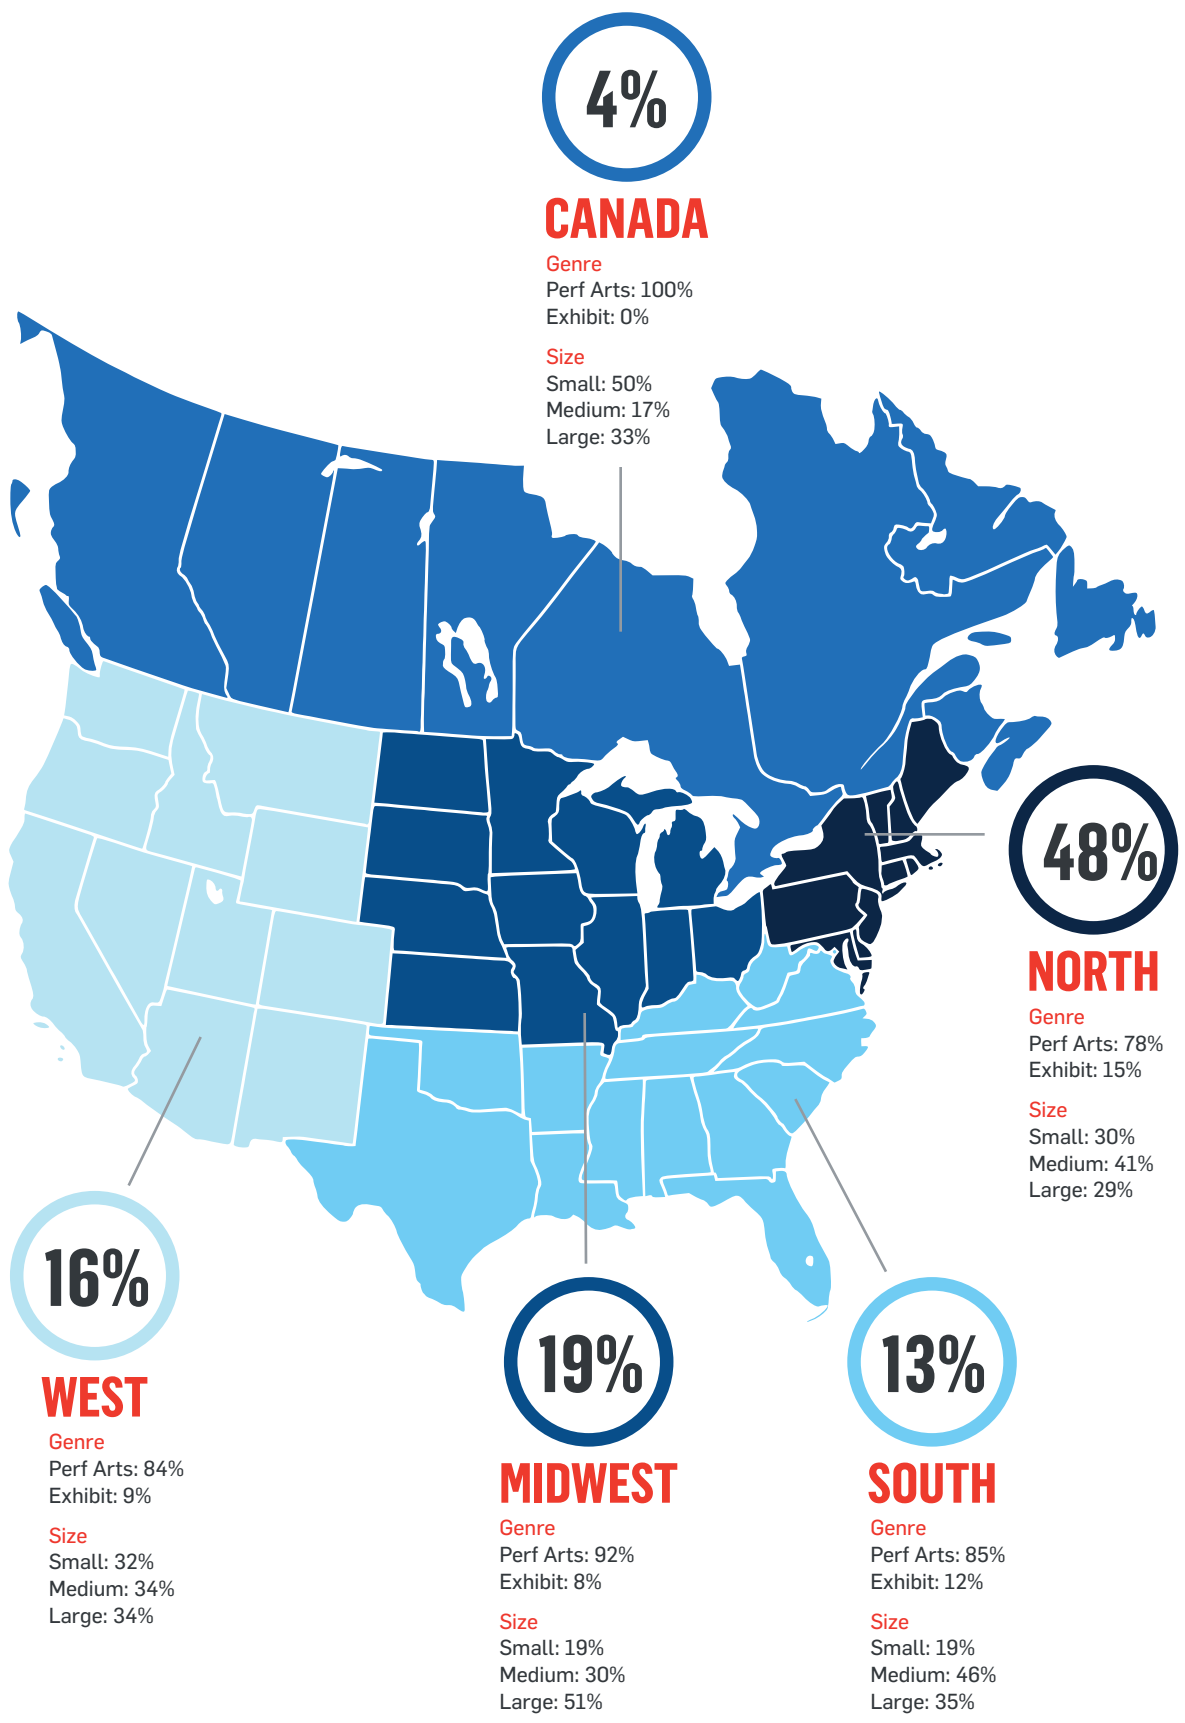 4%
CANADA
Genre
Perf Arts: 100%
Exhibit: 0%
Size
Small: 50%
Medium: 17%
Large: 33%
48%
NORTH
Genre
Perf Arts: 78%
Exhibit: 15%
Size
Small: 30%
Medium: 41%
Large: 29%
16%
WEST
Genre
Perf Arts: 84%
Exhibit: 9%
Size
Small: 32%
Medium: 34%
Large: 34%
19%
MIDWEST
Genre
Perf Arts: 92%
Exhibit: 8%
Size
Small: 19%
Medium: 30%
Large: 51%
13%
SOUTH
Genre
Perf Arts: 85%
Exhibit: 12%
Size
Small: 19%
Medium: 46%
Large: 35%